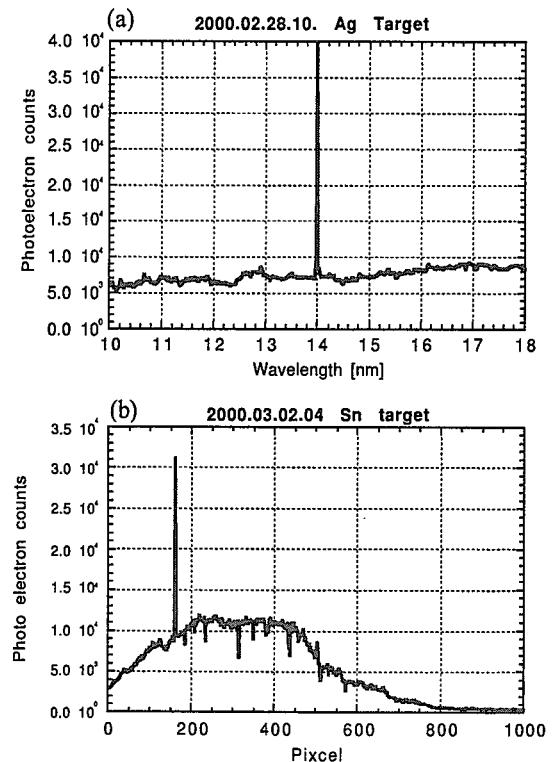 (a) 2000.02.28.10. Ag Target
Photoelectron counts
4.0 10⁴
3.5 10⁴
3.0 10⁴
2.5 10⁴
2.0 10⁴
1.5 10⁴
1.0 10⁴
5.0 10³
0.0 10⁰
10 11 12 13 14 15 16 17 18
Wavelength [nm]
(b) 2000.03.02.04 Sn target
Photo electron counts
3.5 10⁴
3.0 10⁴
2.5 10⁴
2.0 10⁴
1.5 10⁴
1.0 10⁴
5.0 10³
0.0 10⁰
0 200 400 600 800 1000
Pixcel